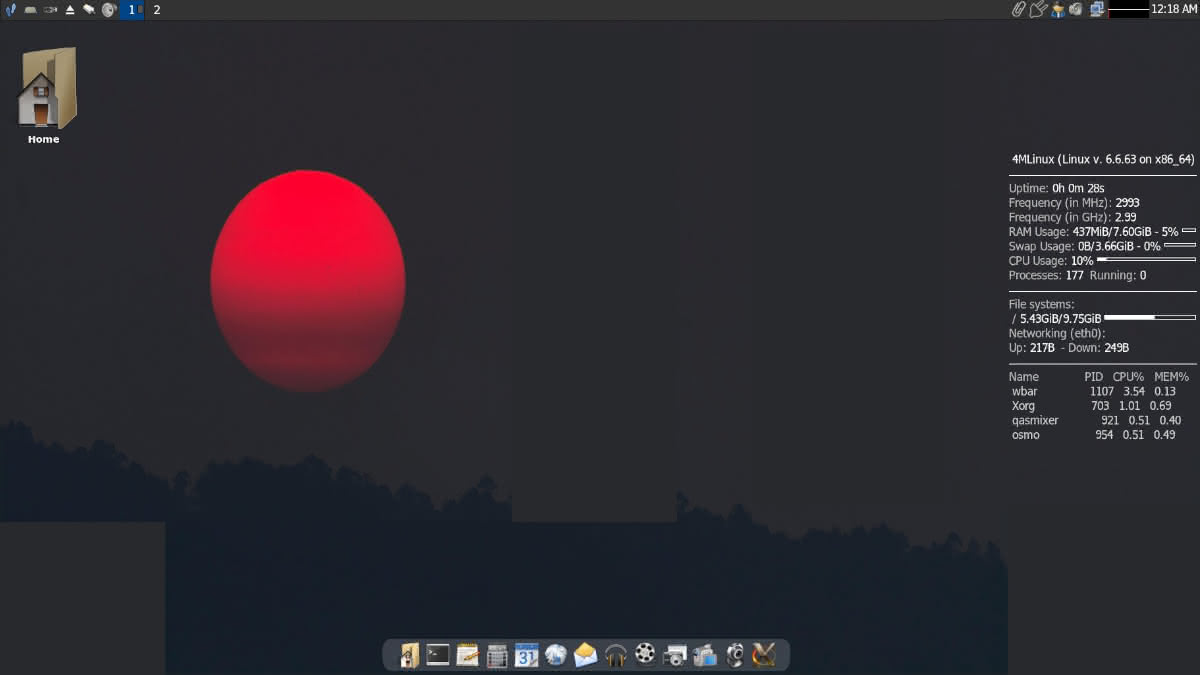 1 2 12:18 AM
Home
4MLinux (Linux v. 6.6.63 on x86_64)
Uptime: 0h 0m 28s
Frequency (in MHz): 2993
Frequency (in GHz): 2.99
RAM Usage: 437MiB/7.60GiB - 5%
Swap Usage: 0B/3.66GiB - 0%
CPU Usage: 10%
Processes: 177 Running: 0
File systems:
/ 5.43GiB/9.75GiB
Networking (eth0):
Up: 217B - Down: 249B
Name PID CPU% MEM%
wbar 1107 3.54 0.13
Xorg 703 1.01 0.69
qasmixer 921 0.51 0.40
osmo 954 0.51 0.49
31